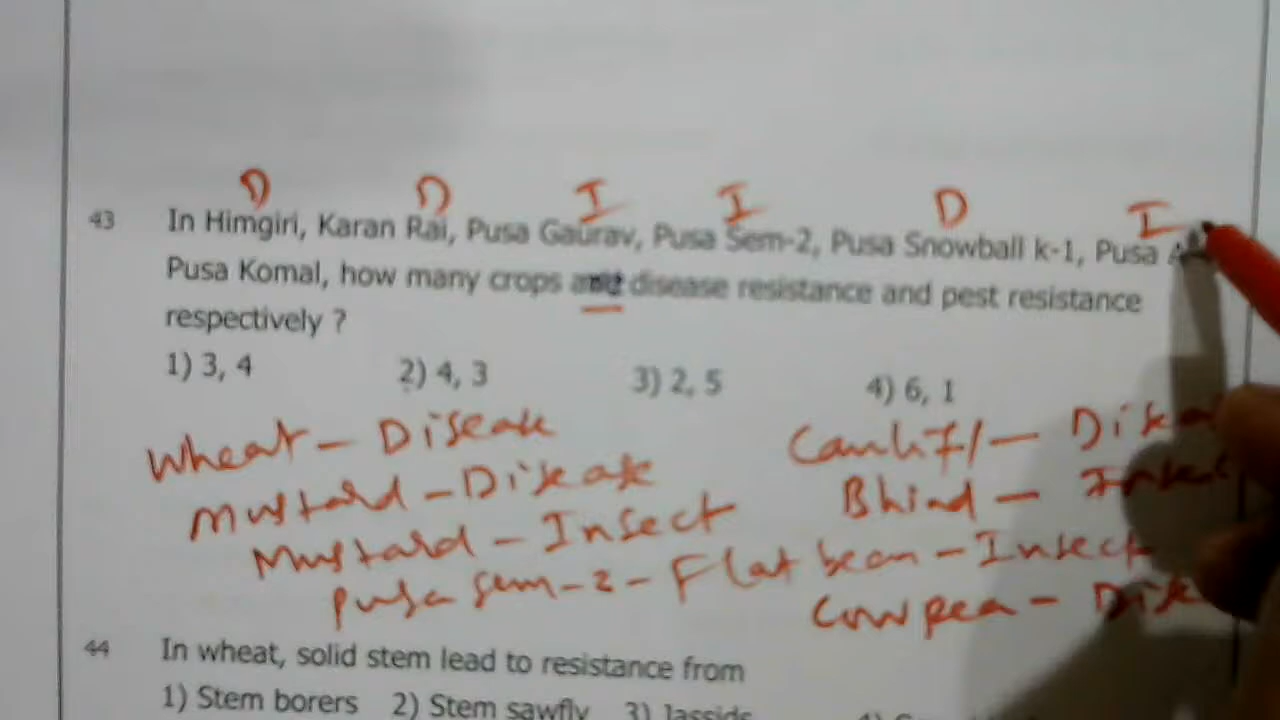 D D I I D I
43 In Himgiri, Karan Rai, Pusa Gaurav, Pusa Sem-2, Pusa Snowball k-1, Pusa
Pusa Komal, how many crops disease resistance and pest resistance
respectively ?
1) 3, 4 2) 4, 3 3) 2, 5 4) 6, 1
Wheat - Disease
Mustard - Disease
Mustard - Insect
Pusa Sem-2 - Flat bean - Insect
Caulifl -
Bhind -
Cowpea -
44 In wheat, solid stem lead to resistance from
1) Stem borers 2) Stem sawfly 3) Jassids